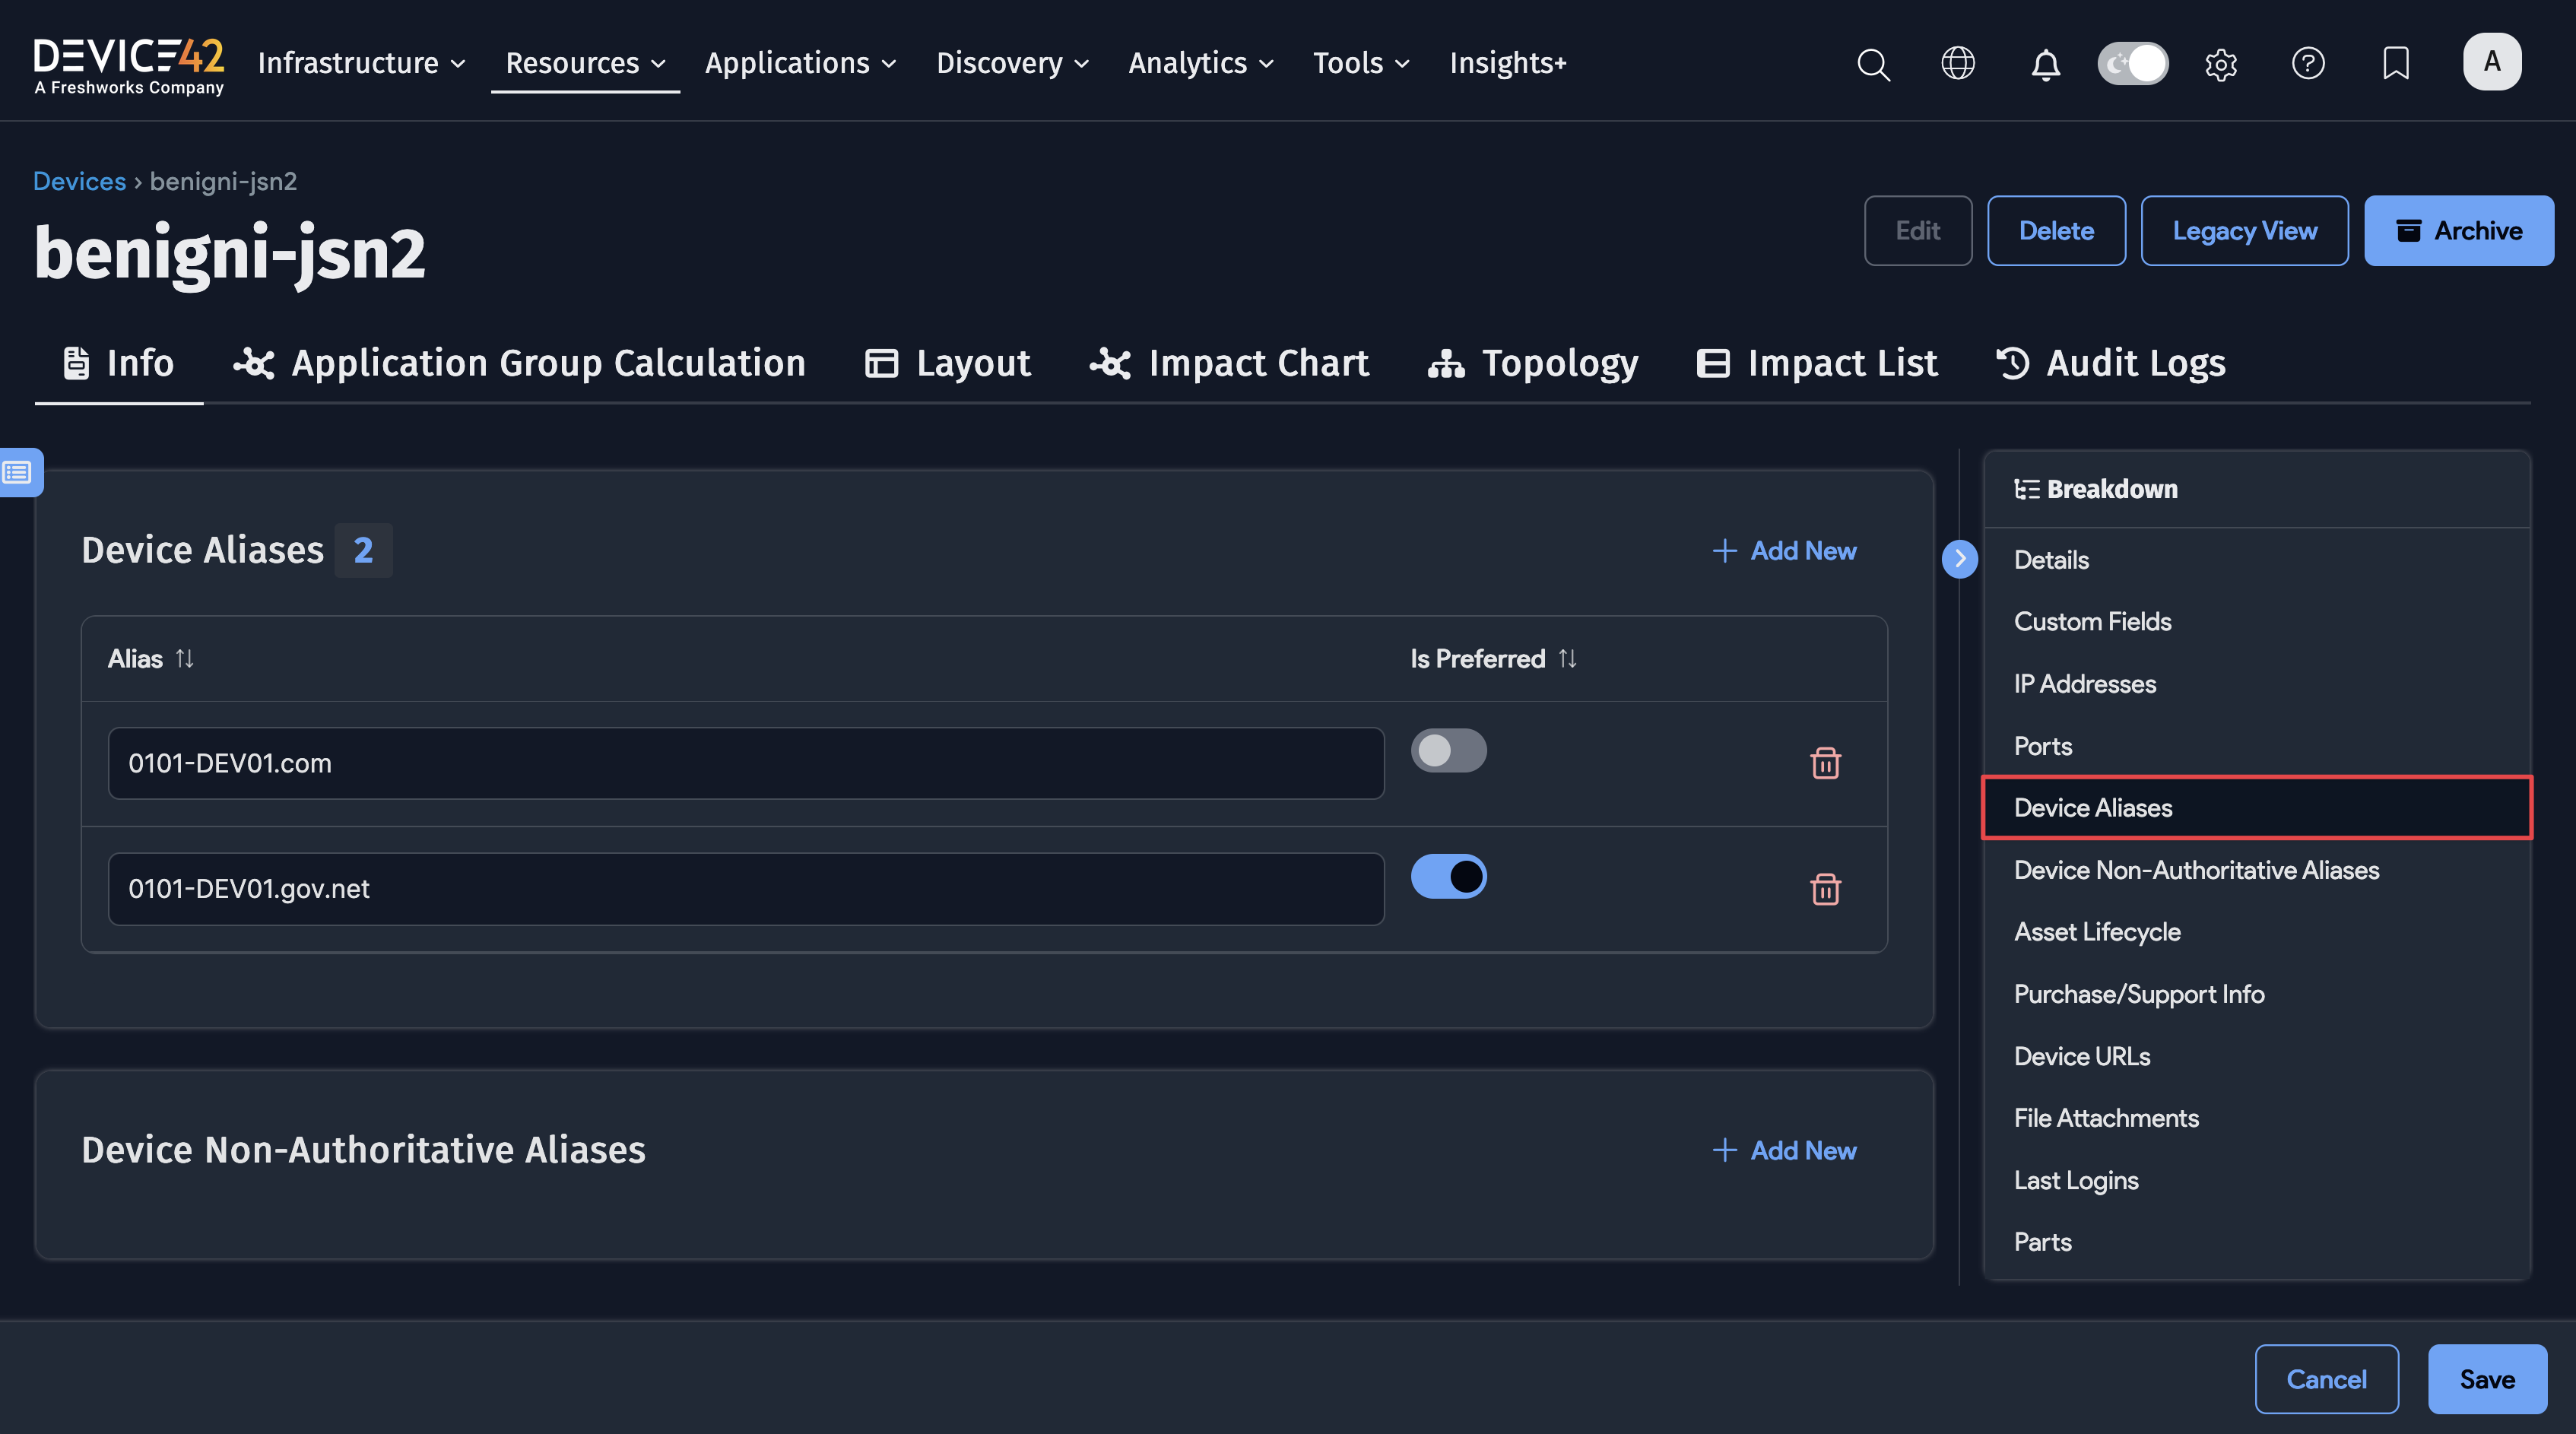 DEVICE42
A Freshworks Company
Infrastructure
Resources
Applications
Discovery
Analytics
Tools
Insights+
A
Devices › benigni-jsn2
benigni-jsn2
Edit
Delete
Legacy View
Archive
Info
Application Group Calculation
Layout
Impact Chart
Topology
Impact List
Audit Logs
Device Aliases 2
Add New
Alias
Is Preferred
0101-DEV01.com
0101-DEV01.gov.net
Device Non-Authoritative Aliases
Add New
Breakdown
Details
Custom Fields
IP Addresses
Ports
Device Aliases
Device Non-Authoritative Aliases
Asset Lifecycle
Purchase/Support Info
Device URLs
File Attachments
Last Logins
Parts
Cancel
Save